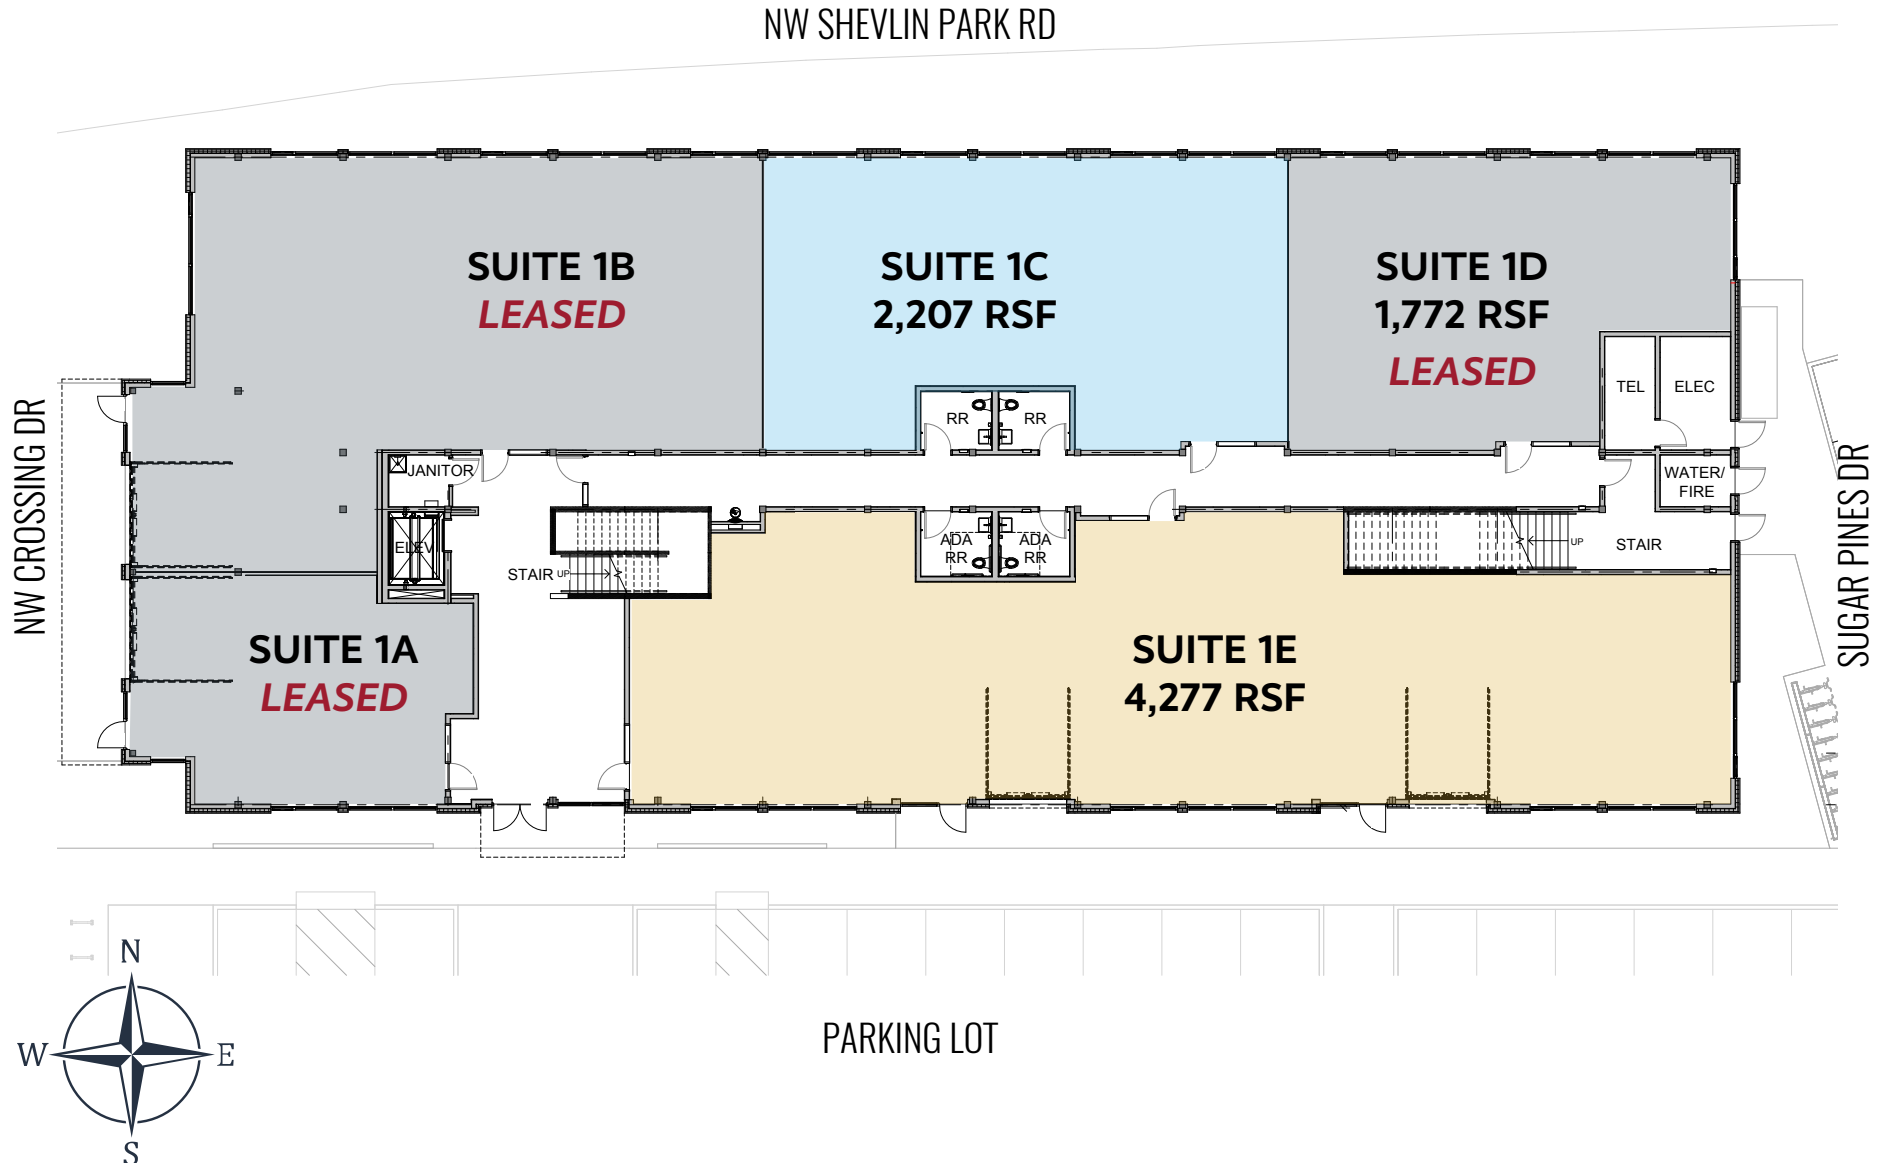 NW SHEVLIN PARK RD
SUITE 1B
LEASED
SUITE 1C
2,207 RSF
SUITE 1D
1,772 RSF
LEASED
TEL
ELEC
RR
RR
NW CROSSING DR
JANITOR
WATER/
FIRE
SUGAR PINES DR
ELEV
ADA
RR
ADA
RR
UP
STAIR
STAIR
UP
SUITE 1A
LEASED
SUITE 1E
4,277 RSF
N
W
E
S
PARKING LOT